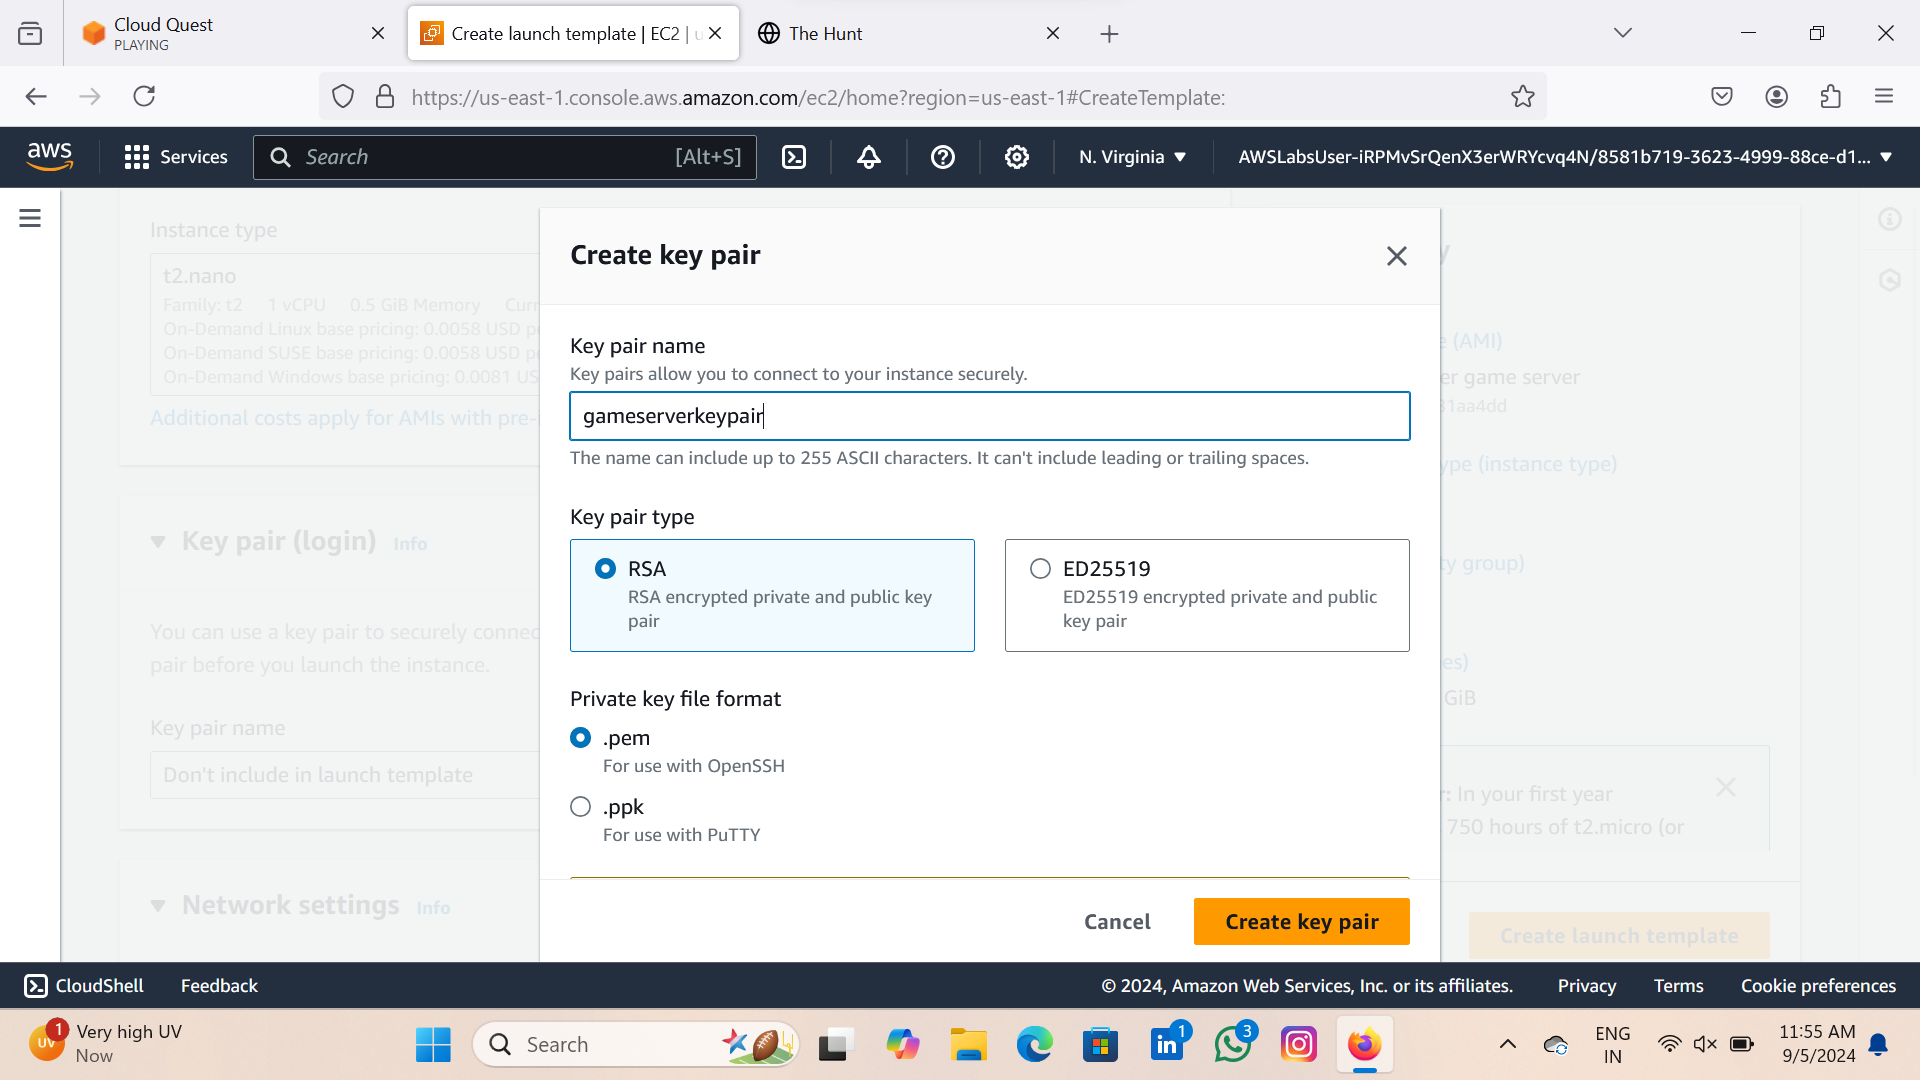 Cloud Quest
PLAYING
Create launch template | EC2 | u
The Hunt
https://us-east-1.console.aws.amazon.com/ec2/home?region=us-east-1#CreateTemplate:
aws
Services
Search
[Alt+S]
N. Virginia
AWSLabsUser-iRPMvSrQenX3erWRYcvq4N/8581b719-3623-4999-88ce-d1...
Instance type
t2.nano
Family: t2 1 vCPU 0.5 GiB Memory Curr
On-Demand Linux base pricing: 0.0058 USD pe
On-Demand SUSE base pricing: 0.0058 USD pe
On-Demand Windows base pricing: 0.0081 US
Additional costs apply for AMIs with pre-i
Key pair (login) Info
You can use a key pair to securely connec
pair before you launch the instance.
Key pair name
Don't include in launch template
Network settings Info
Create key pair
Key pair name
Key pairs allow you to connect to your instance securely.
gameserverkeypair
The name can include up to 255 ASCII characters. It can't include leading or trailing spaces.
Key pair type
RSA
RSA encrypted private and public key
pair
ED25519
ED25519 encrypted private and public
key pair
Private key file format
.pem
For use with OpenSSH
.ppk
For use with PuTTY
Cancel
Create key pair
y
e (AMI)
er game server
31aa4dd
ype (instance type)
ty group)
es)
GiB
r: In your first year
750 hours of t2.micro (or
Create launch template
CloudShell
Feedback
© 2024, Amazon Web Services, Inc. or its affiliates.
Privacy
Terms
Cookie preferences
UV
1
Very high UV
Now
Search
1
3
ENG
IN
11:55 AM
9/5/2024